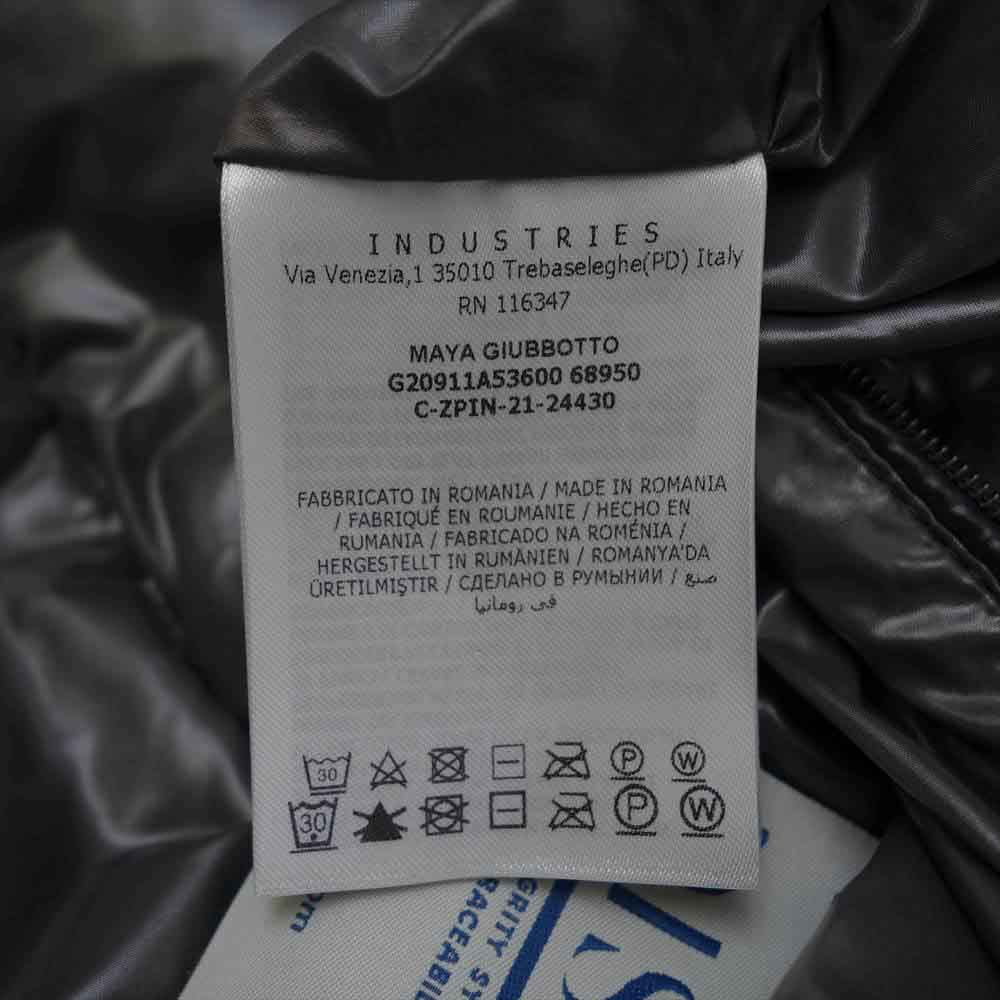 INDUSTRIES
Via Venezia,1 35010 Trebaseleghe(PD) Italy
RN 116347
MAYA GIUBBOTTO
G20911A53600 68950
C-ZPIN-21-24430
FABBRICATO IN ROMANIA / MADE IN ROMANIA
/ FABRIQUÉ EN ROUMANIE / HECHO EN
RUMANIA / FABRICADO NA ROMÉNIA /
HERGESTELLT IN RUMÄNIEN / ROMANYA'DA
ÜRETILMIŞTIR / СДЕЛАНО В РУМЫНИИ / صنع
في رومانيا
30 P W
30 P W